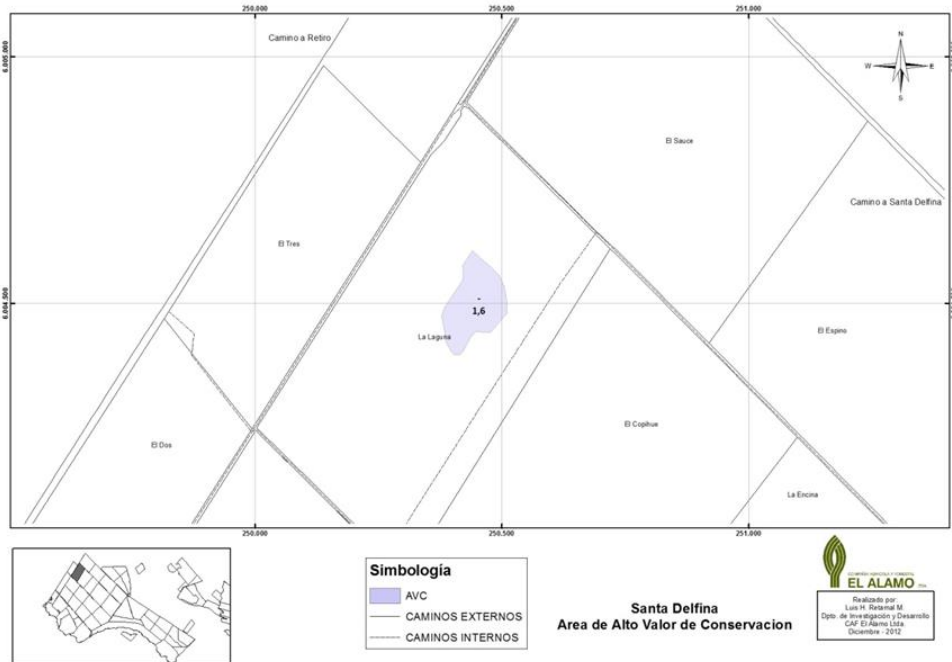 250.000
250.500
251.000
Camino a Retiro
N
W
E
S
6.005.000
El Sauce
Camino a Santa Delfina
El Tres
6.004.500
1,6
La Laguna
El Espino
El Copihue
El Dos
La Encina
250.000
250.500
251.000
Simbología
AVC
CAMINOS EXTERNOS
CAMINOS INTERNOS
Santa Delfina
Area de Alto Valor de Conservacion
EL ALAMO
Realizado por:
Luis H. Retamal M.
Dpto. de Investigación y Desarrollo
CAF El Álamo Ltda.
Diciembre - 2012